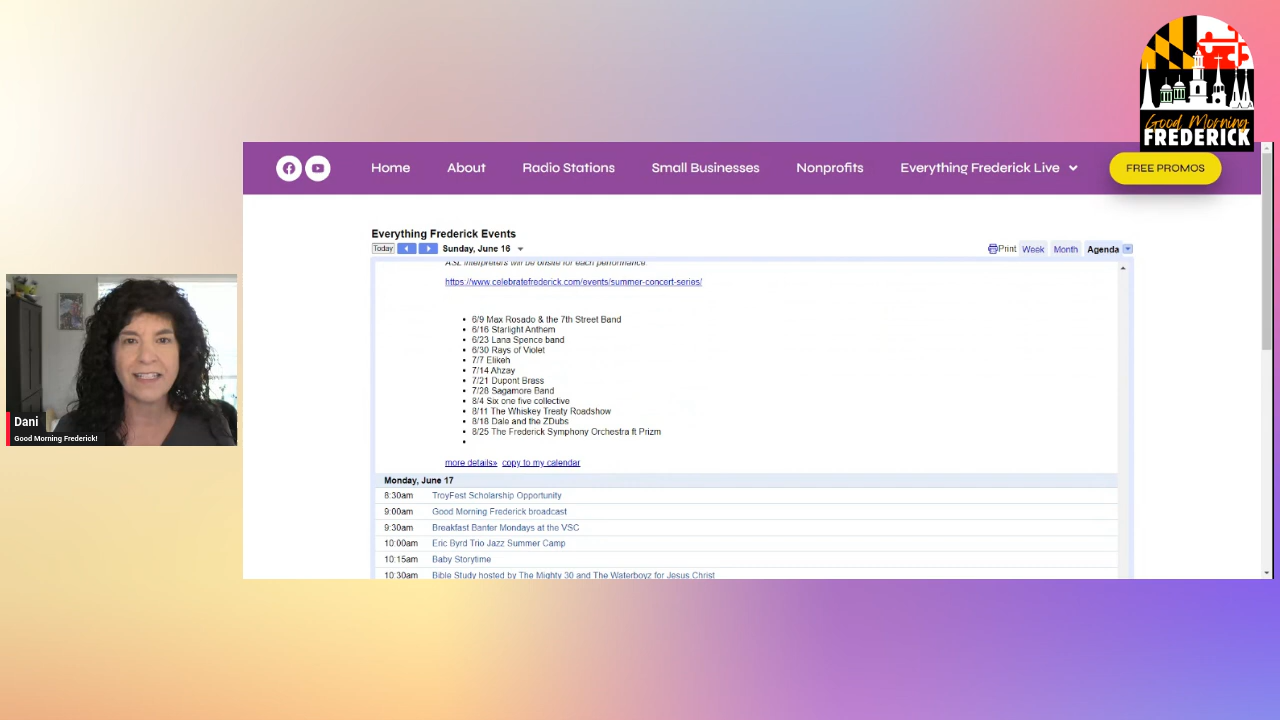 Good Morning
FREDERICK
Home
About
Radio Stations
Small Businesses
Nonprofits
Everything Frederick Live
FREE PROMOS
Everything Frederick Events
Today
Sunday, June 16
Print
Week
Month
Agenda
ASL interpreters will be onsite for each performance.
https://www.celebratefrederick.com/events/summer-concert-series/
6/9 Max Rosado & the 7th Street Band
6/16 Starlight Anthem
6/23 Lana Spence band
6/30 Rays of Violet
7/7 Elikeh
7/14 Ahzay
7/21 Dupont Brass
7/28 Sagamore Band
8/4 Six one five collective
8/11 The Whiskey Treaty Roadshow
8/18 Dale and the ZDubs
8/25 The Frederick Symphony Orchestra ft Prizm
more details» copy to my calendar
Monday, June 17
8:30am TroyFest Scholarship Opportunity
9:00am Good Morning Frederick broadcast
9:30am Breakfast Banter Mondays at the VSC
10:00am Eric Byrd Trio Jazz Summer Camp
10:15am Baby Storytime
10:30am Bible Study hosted by The Mighty 30 and The Waterboyz for Jesus Christ
Dani
Good Morning Frederick!